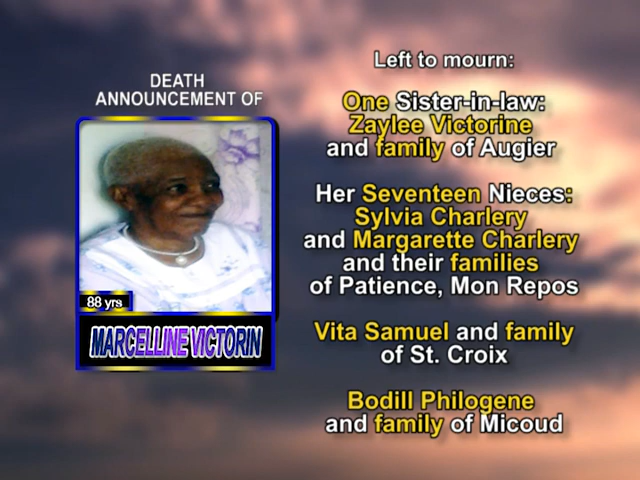 DEATH
ANNOUNCEMENT OF
88 yrs
MARCELLINE VICTORIN
Left to mourn:
One Sister-in-law:
Zaylee Victorine
and family of Augier
Her Seventeen Nieces:
Sylvia Charlery
and Margarette Charlery
and their families
of Patience, Mon Repos
Vita Samuel and family
of St. Croix
Bodill Philogene
and family of Micoud